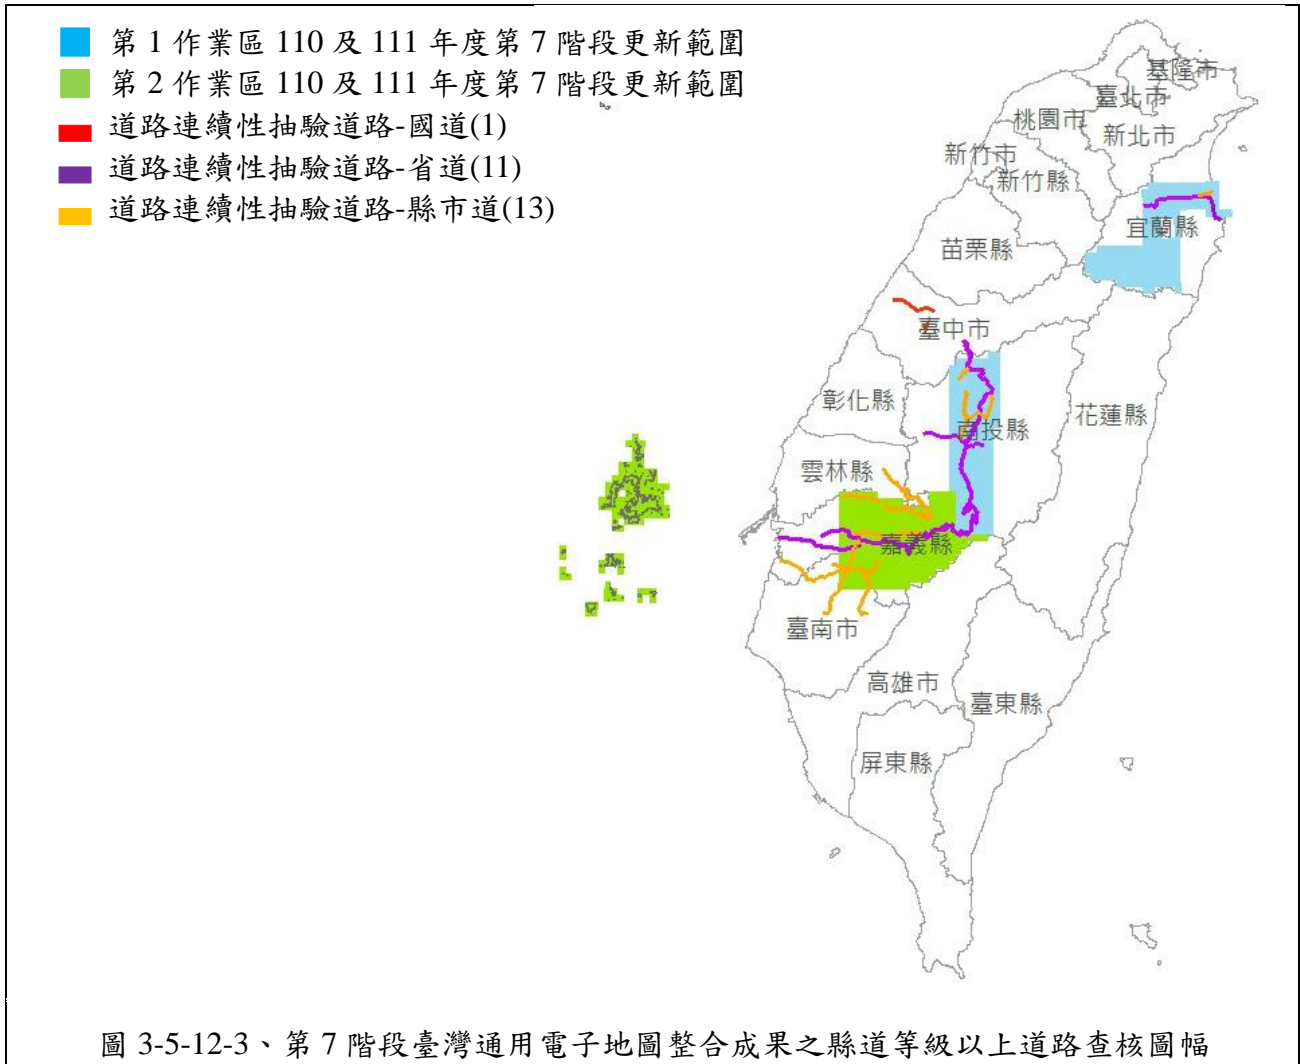 第 1 作業區 110 及 111 年度第 7 階段更新範圍
第 2 作業區 110 及 111 年度第 7 階段更新範圍
道路連續性抽驗道路-國道(1)
道路連續性抽驗道路-省道(11)
道路連續性抽驗道路-縣市道(13)
基隆市
臺北市
桃園市
新北市
新竹市
新竹縣
宜蘭縣
苗栗縣
臺中市
彰化縣
花蓮縣
南投縣
雲林縣
嘉義縣
臺南市
高雄市
臺東縣
屏東縣
圖 3-5-12-3、第 7 階段臺灣通用電子地圖整合成果之縣道等級以上道路查核圖幅